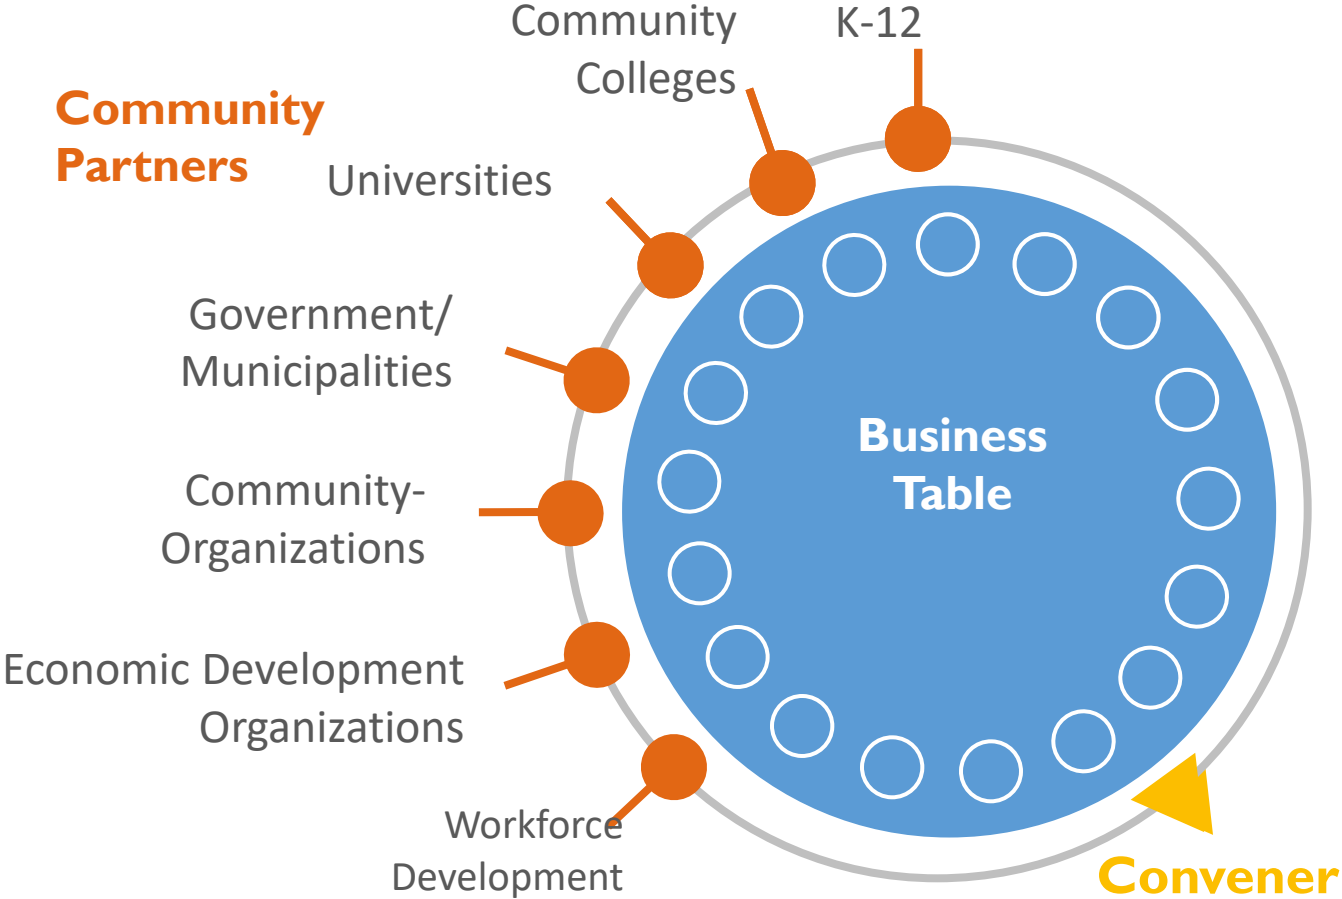 Community
Colleges
K-12
Community
Partners
Universities
Government/
Municipalities
Business
Table
Community-
Organizations
Economic Development
Organizations
Workforce
Development
Convener